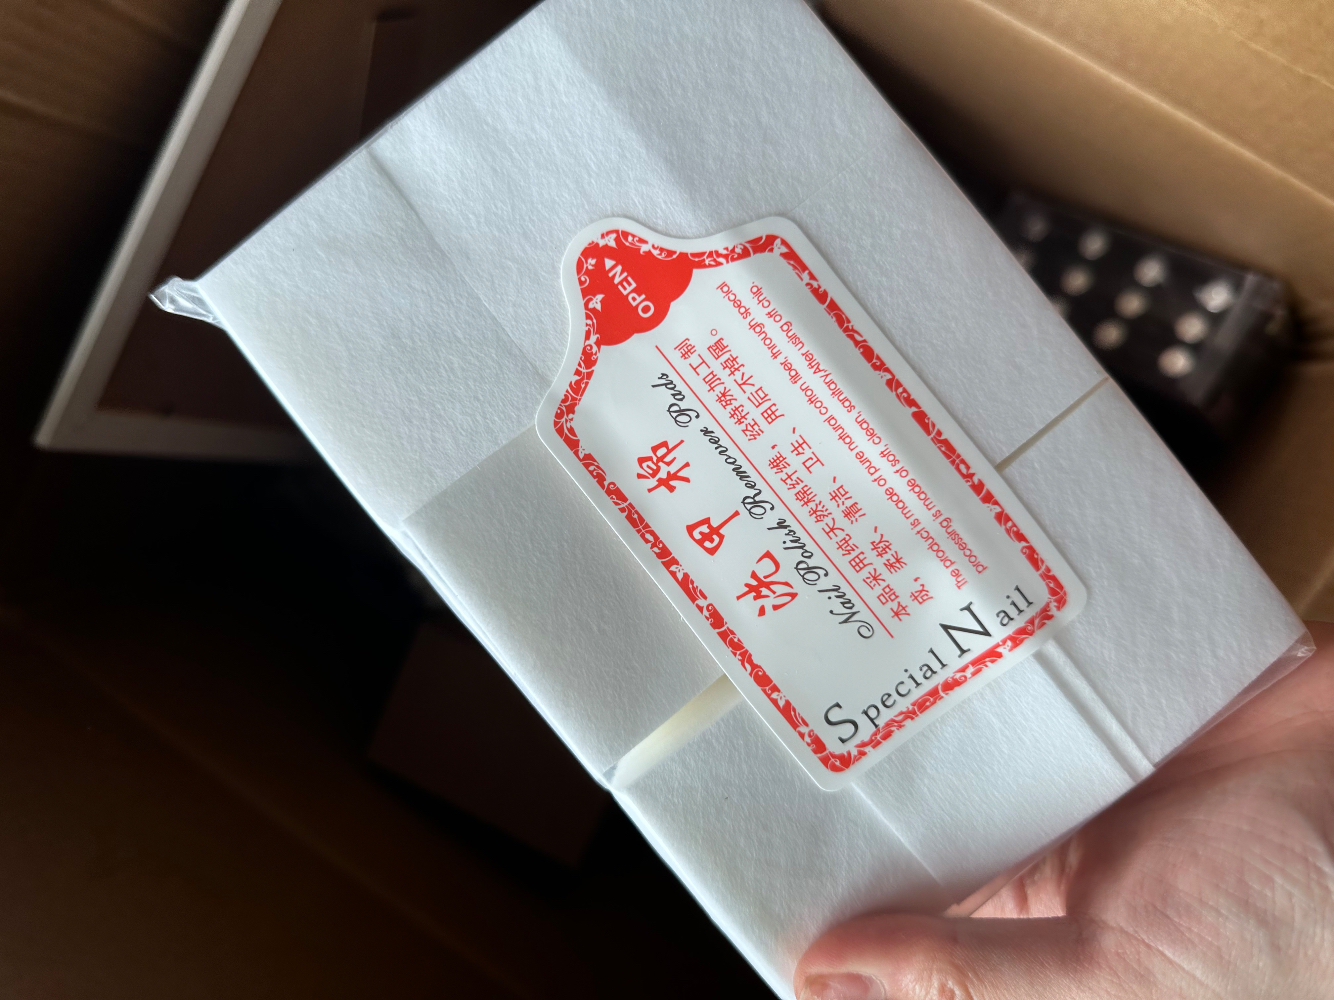 OPEN
洗甲棉
Nail Polish Remover Pads
本品采用纯天然棉纤维，经特殊加工制
成，柔软、清洁、卫生、用后不掉屑。
The product is made of pure natural cotton fiber, through special
processing is made of soft, clean, sanitary,After using off chip.
Special Nail